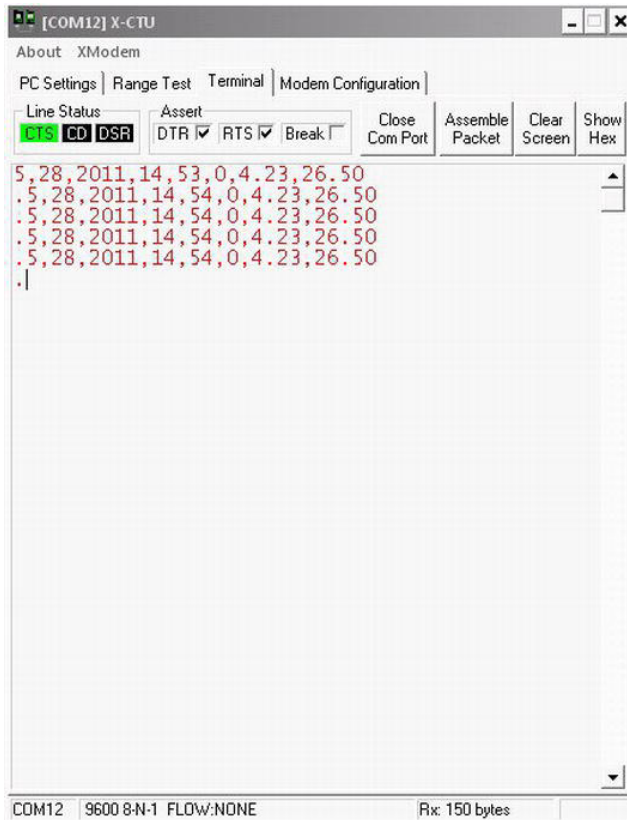 [COM12] X-CTU
About XModem
PC Settings Range Test Terminal Modem Configuration
Line Status
CTS CD DSR
Assert
DTR RTS Break
Close Com Port
Assemble Packet
Clear Screen
Show Hex
5,28,2011,14,53,0,4.23,26.50
.5,28,2011,14,54,0,4.23,26.50
.5,28,2011,14,54,0,4.23,26.50
.5,28,2011,14,54,0,4.23,26.50
.5,28,2011,14,54,0,4.23,26.50
.
COM12 9600 8-N-1 FLOW:NONE Rx: 150 bytes